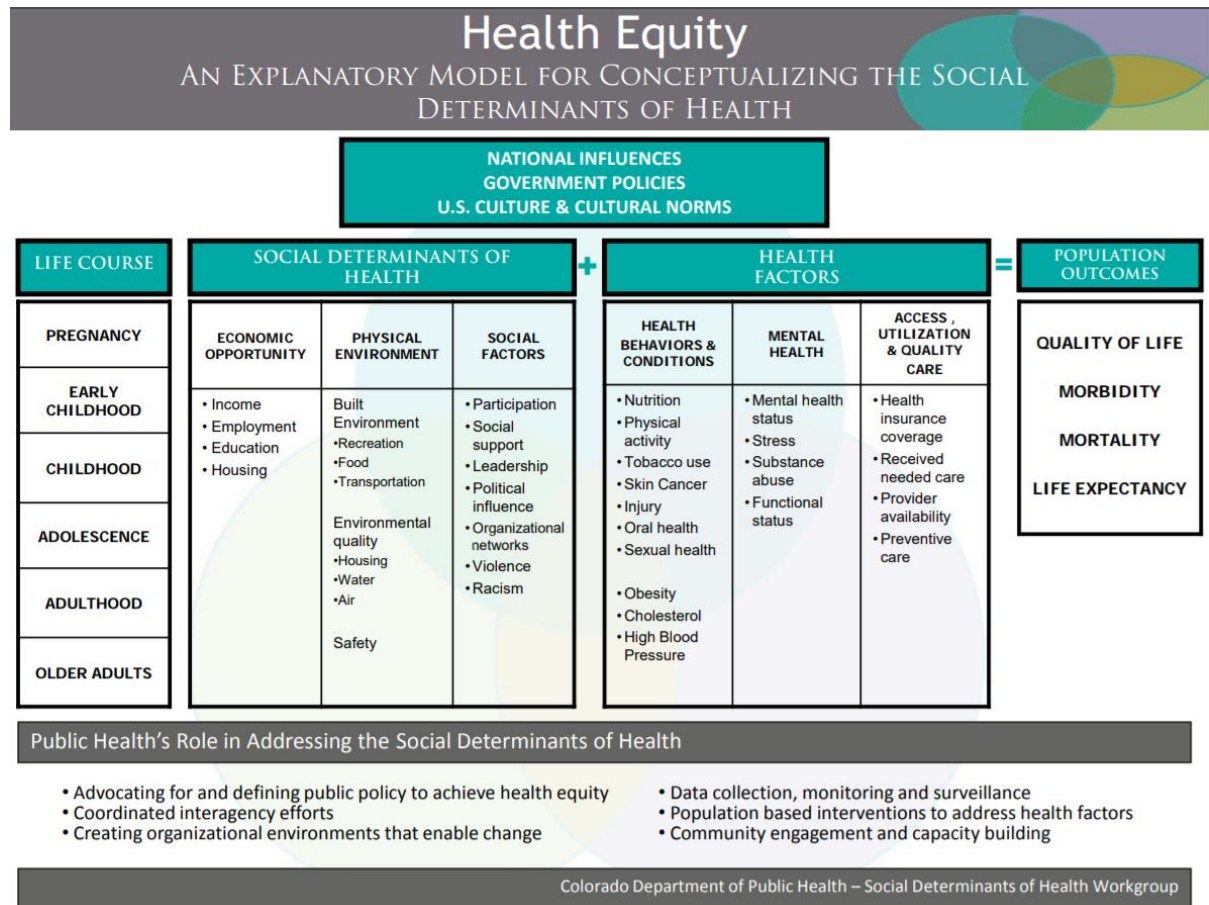 Health Equity
AN EXPLANATORY MODEL FOR CONCEPTUALIZING THE SOCIAL
DETERMINANTS OF HEALTH
NATIONAL INFLUENCES
GOVERNMENT POLICIES
U.S. CULTURE & CULTURAL NORMS
LIFE COURSE
PREGNANCY
EARLY
CHILDHOOD
CHILDHOOD
ADOLESCENCE
ADULTHOOD
OLDER ADULTS
SOCIAL DETERMINANTS OF
HEALTH
ECONOMIC
OPPORTUNITY
• Income
• Employment
• Education
• Housing
PHYSICAL
ENVIRONMENT
Built
Environment
•Recreation
•Food
•Transportation
Environmental
quality
•Housing
•Water
•Air
Safety
SOCIAL
FACTORS
•Participation
•Social
support
•Leadership
•Political
influence
•Organizational
networks
•Violence
•Racism
+
HEALTH
FACTORS
HEALTH
BEHAVIORS &
CONDITIONS
•Nutrition
•Physical
activity
•Tobacco use
•Skin Cancer
•Injury
•Oral health
•Sexual health
•Obesity
•Cholesterol
•High Blood
Pressure
MENTAL
HEALTH
•Mental health
status
•Stress
•Substance
abuse
•Functional
status
ACCESS ,
UTILIZATION
& QUALITY
CARE
•Health
insurance
coverage
•Received
needed care
•Provider
availability
•Preventive
care
=
POPULATION
OUTCOMES
QUALITY OF LIFE
MORBIDITY
MORTALITY
LIFE EXPECTANCY
Public Health's Role in Addressing the Social Determinants of Health
• Advocating for and defining public policy to achieve health equity
• Coordinated interagency efforts
• Creating organizational environments that enable change
• Data collection, monitoring and surveillance
• Population based interventions to address health factors
• Community engagement and capacity building
Colorado Department of Public Health – Social Determinants of Health Workgroup